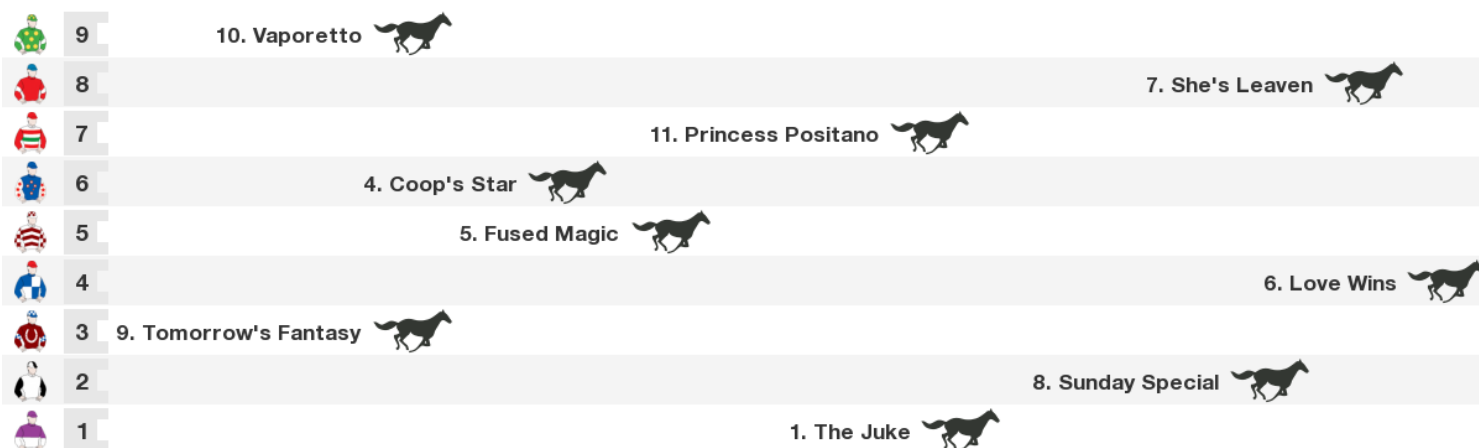 9 10. Vaporetto
8 7. She's Leaven
7 11. Princess Positano
6 4. Coop's Star
5 5. Fused Magic
4 6. Love Wins
3 9. Tomorrow's Fantasy
2 8. Sunday Special
1 1. The Juke